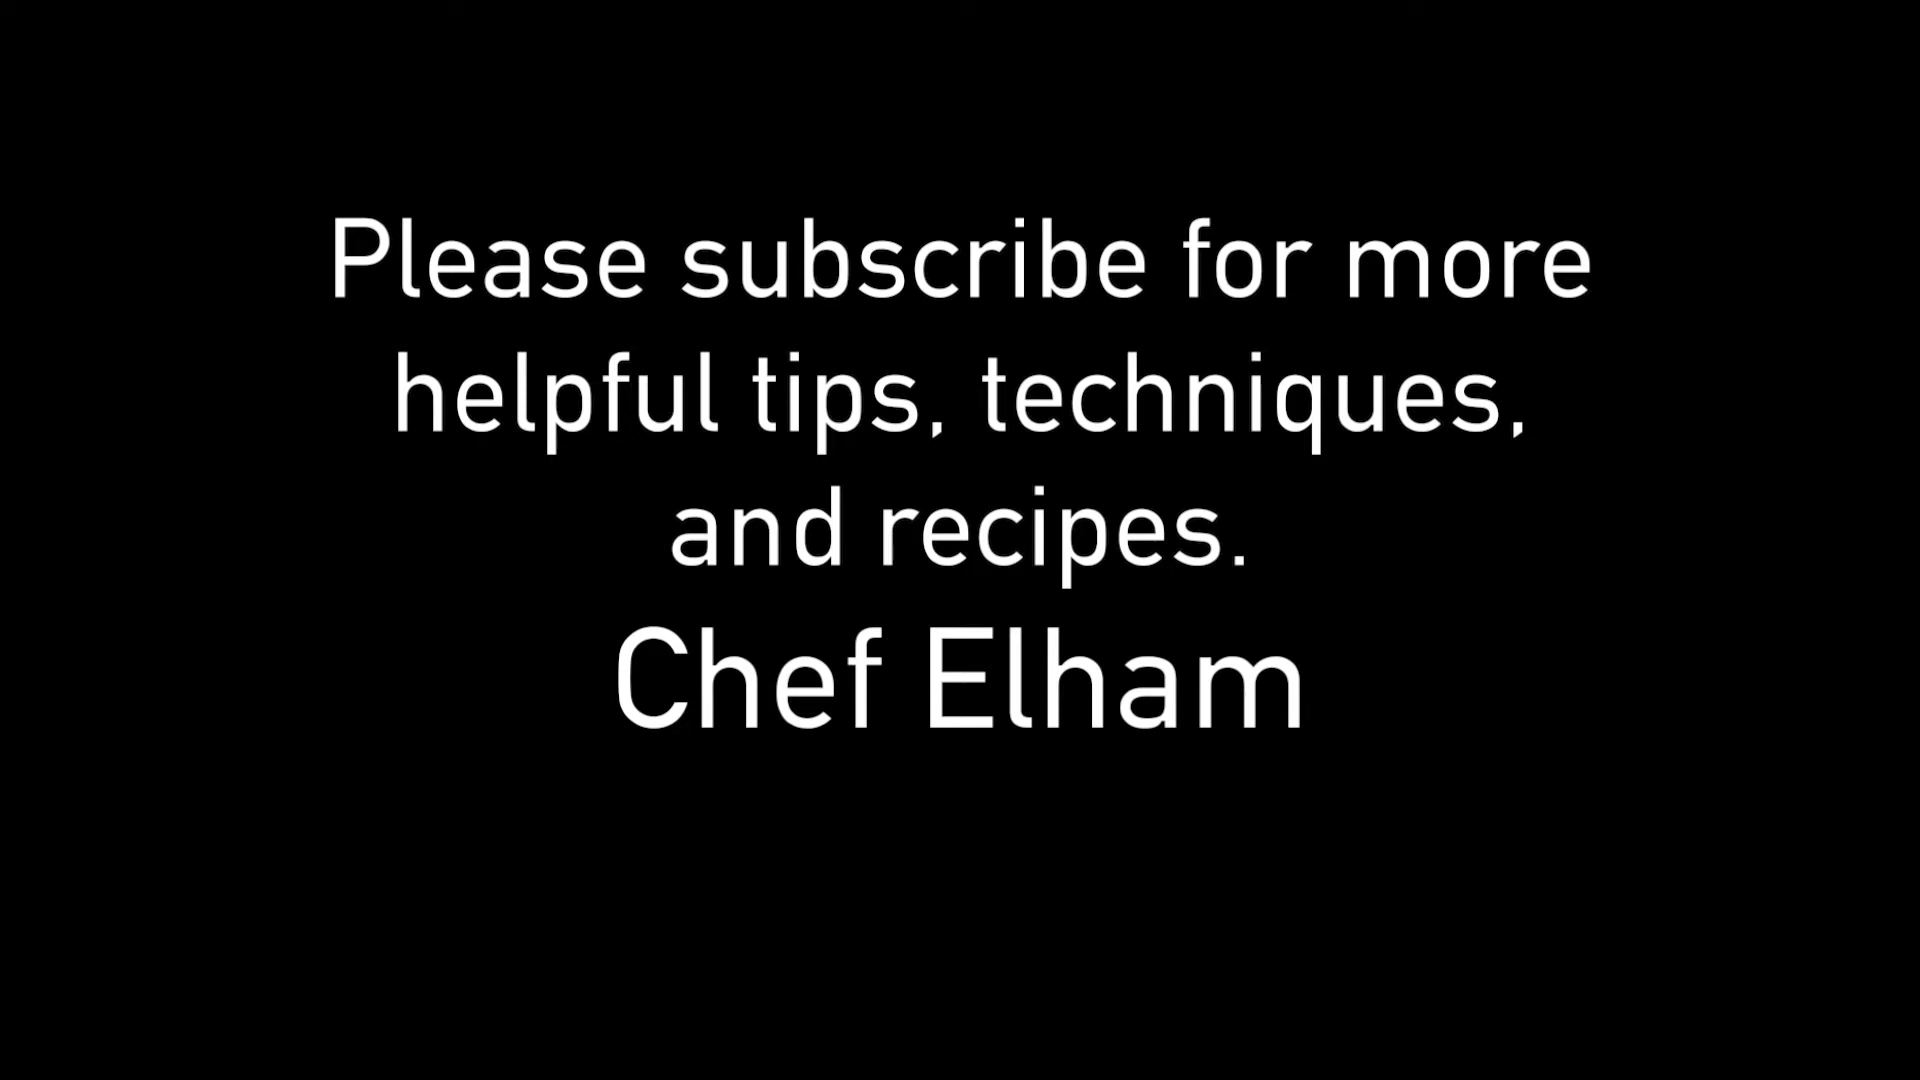 Please subscribe for more
helpful tips, techniques,
and recipes.
Chef Elham